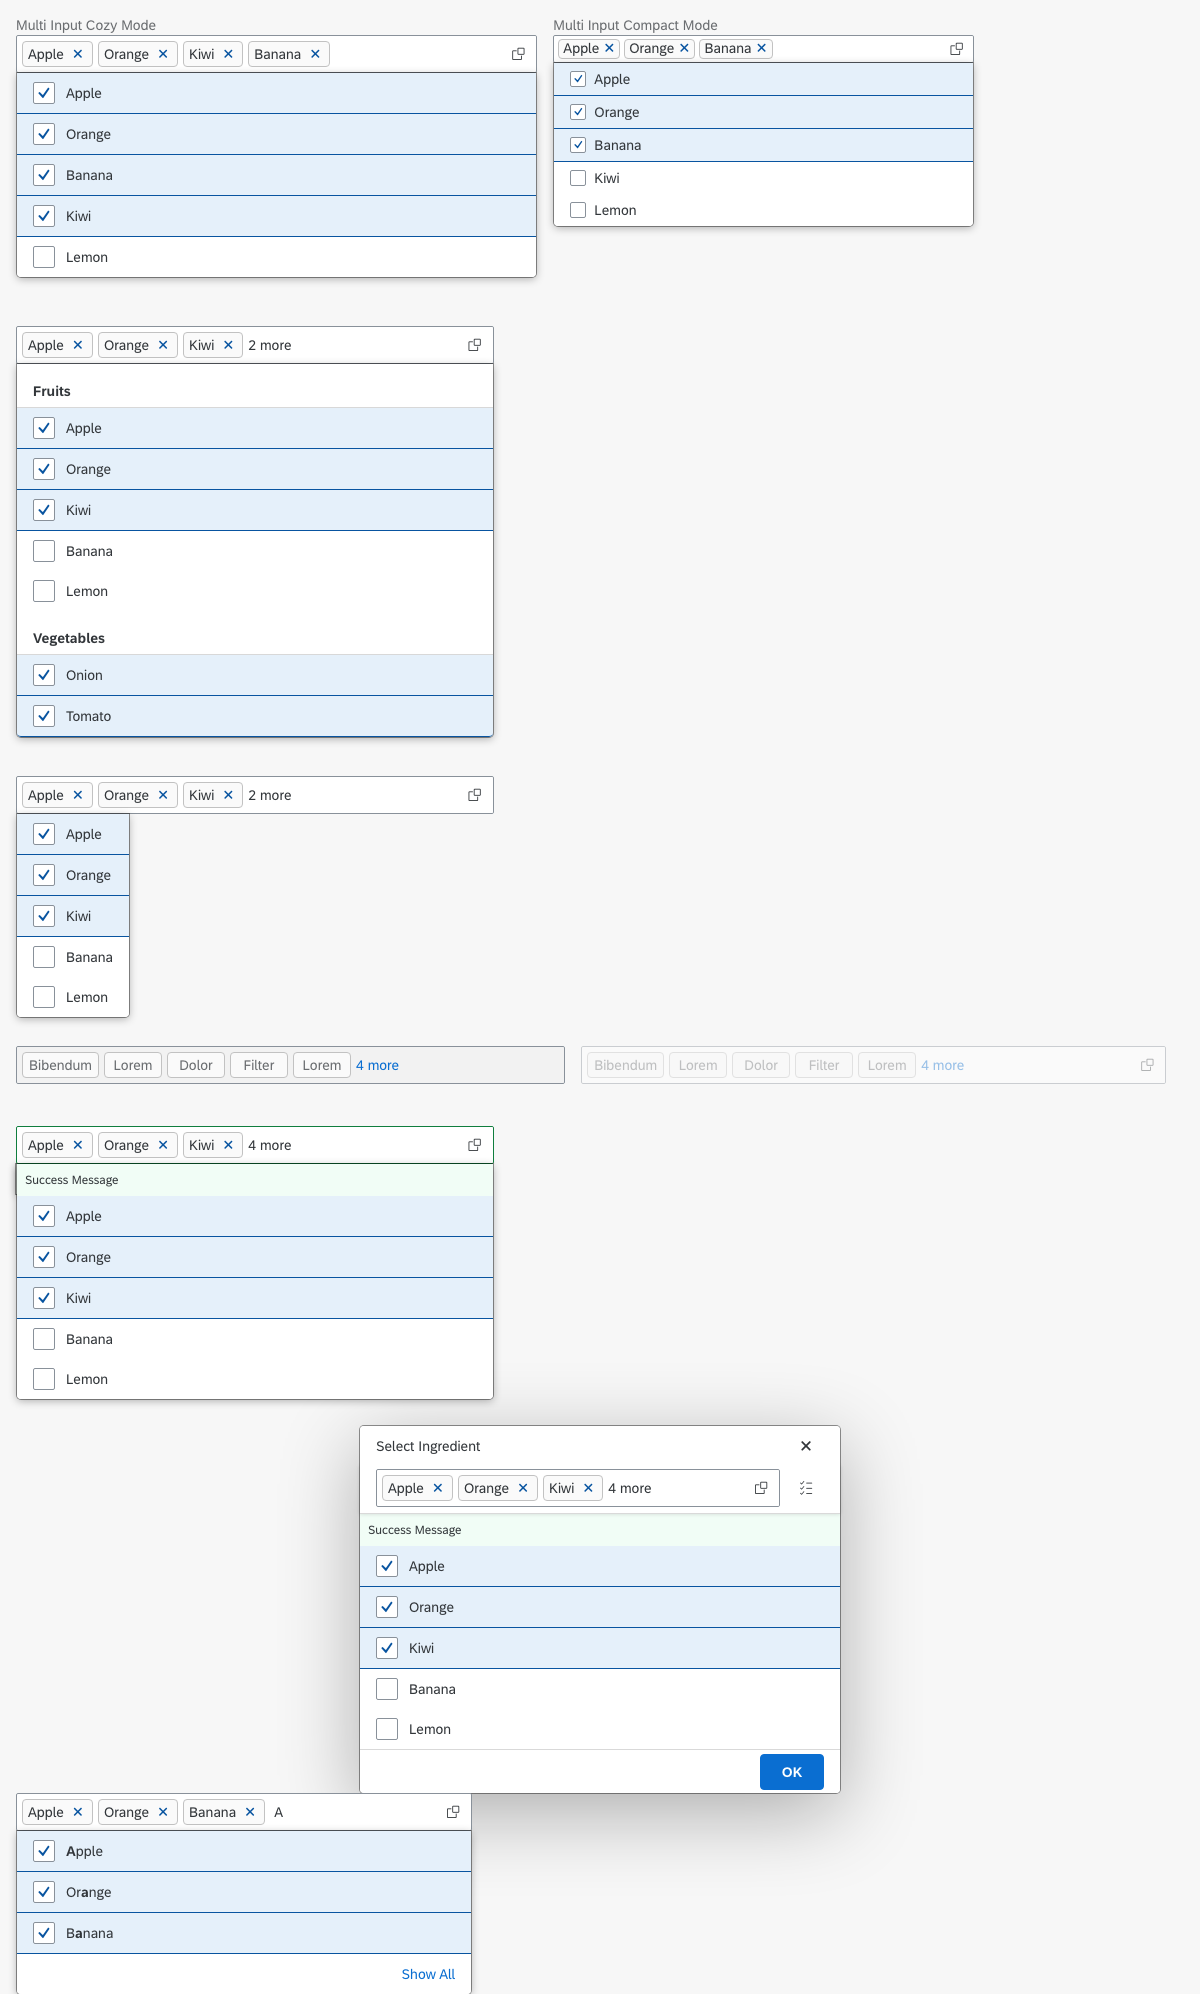 Multi Input Cozy Mode
Apple Orange Kiwi Banana
Apple
Orange
Banana
Kiwi
Lemon
Multi Input Compact Mode
Apple Orange Banana
Apple
Orange
Banana
Kiwi
Lemon
Apple Orange Kiwi 2 more
Fruits
Apple
Orange
Kiwi
Banana
Lemon
Vegetables
Onion
Tomato
Apple Orange Kiwi 2 more
Apple
Orange
Kiwi
Banana
Lemon
Bibendum Lorem Dolor Filter Lorem 4 more
Bibendum Lorem Dolor Filter Lorem 4 more
Apple Orange Kiwi 4 more
Success Message
Apple
Orange
Kiwi
Banana
Lemon
Select Ingredient
Apple Orange Kiwi 4 more
Success Message
Apple
Orange
Kiwi
Banana
Lemon
OK
Apple Orange Banana A
Apple
Orange
Banana
Show All